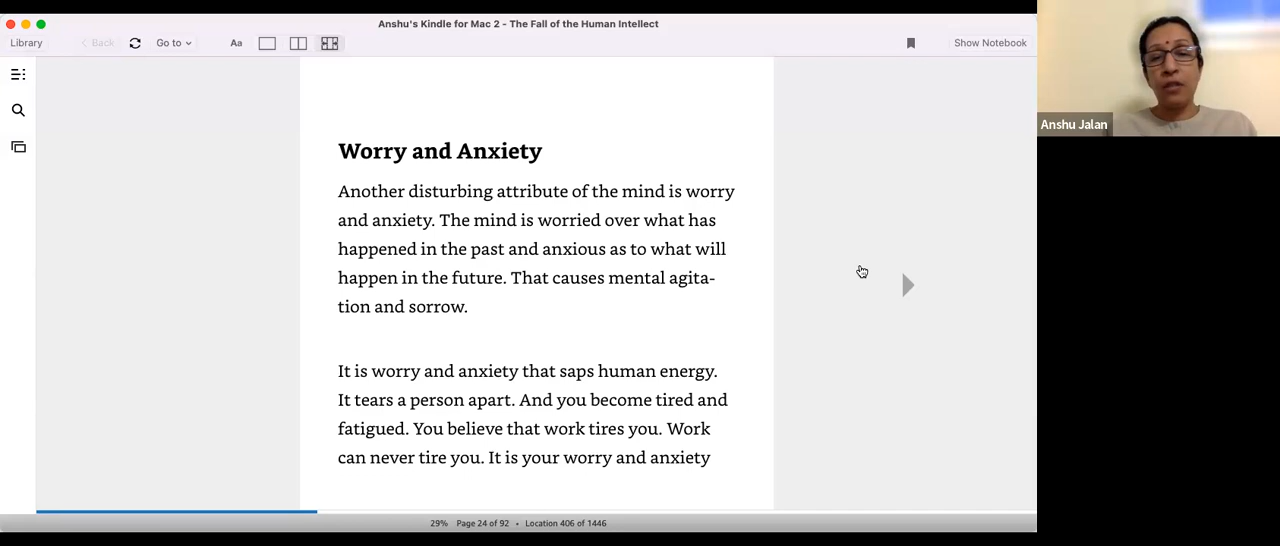 Anshu's Kindle for Mac 2 - The Fall of the Human Intellect
Library
Back
Go to
Aa
Show Notebook
Anshu Jalan
Worry and Anxiety
Another disturbing attribute of the mind is worry
and anxiety. The mind is worried over what has
happened in the past and anxious as to what will
happen in the future. That causes mental agita-
tion and sorrow.
It is worry and anxiety that saps human energy.
It tears a person apart. And you become tired and
fatigued. You believe that work tires you. Work
can never tire you. It is your worry and anxiety
29% Page 24 of 92 • Location 406 of 1446